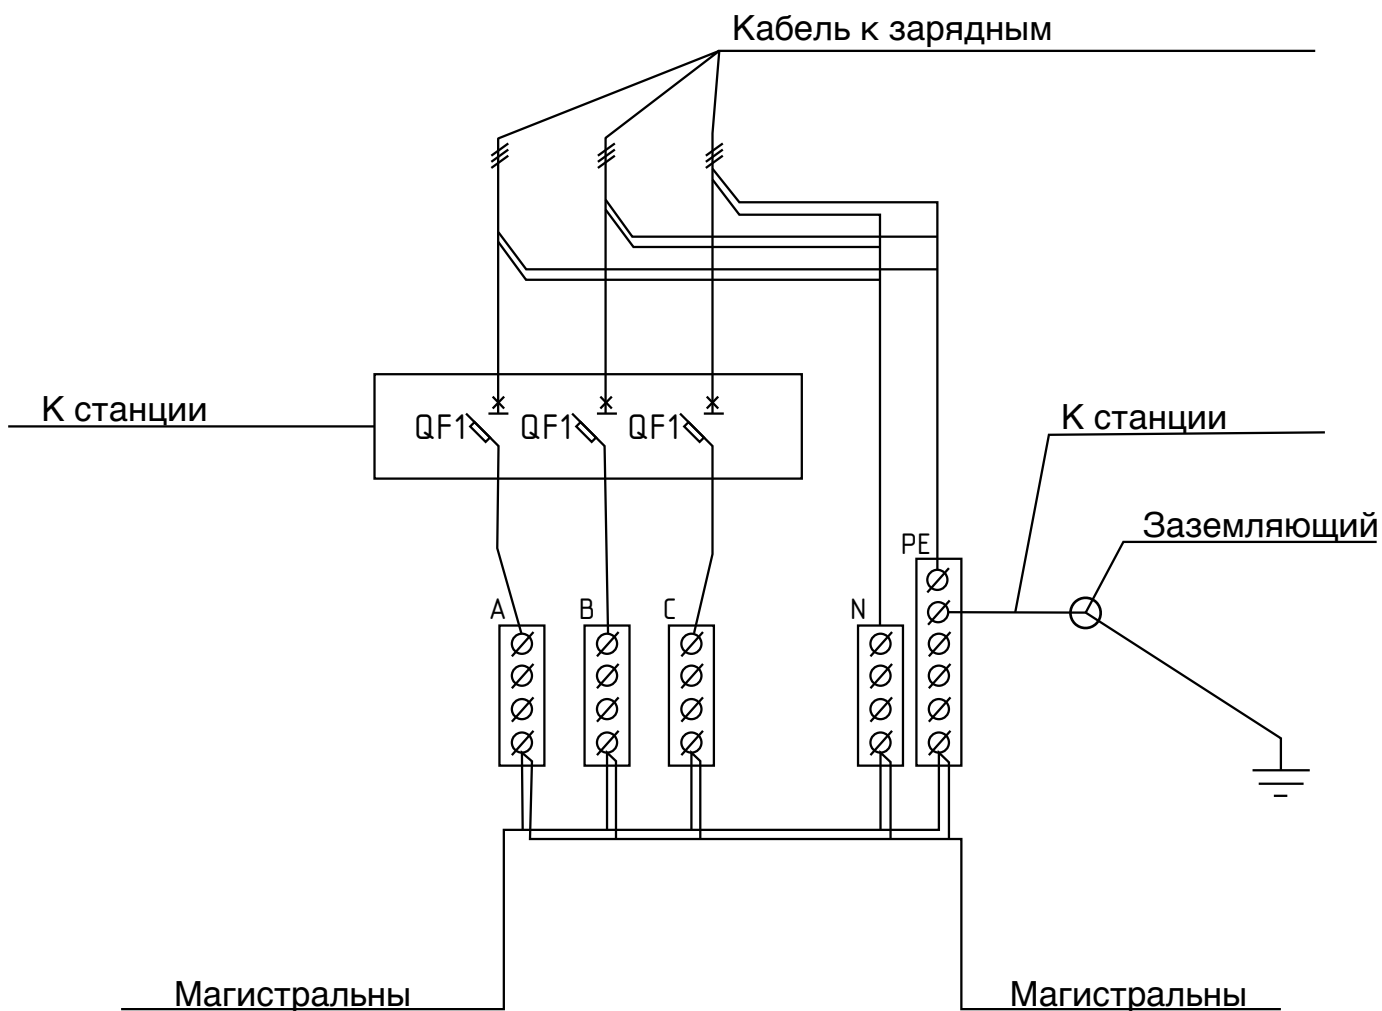 Кабель к зарядным
К станции
QF1 QF1 QF1
К станции
Заземляющий
PE
A B C N
Магистральны Магистральны